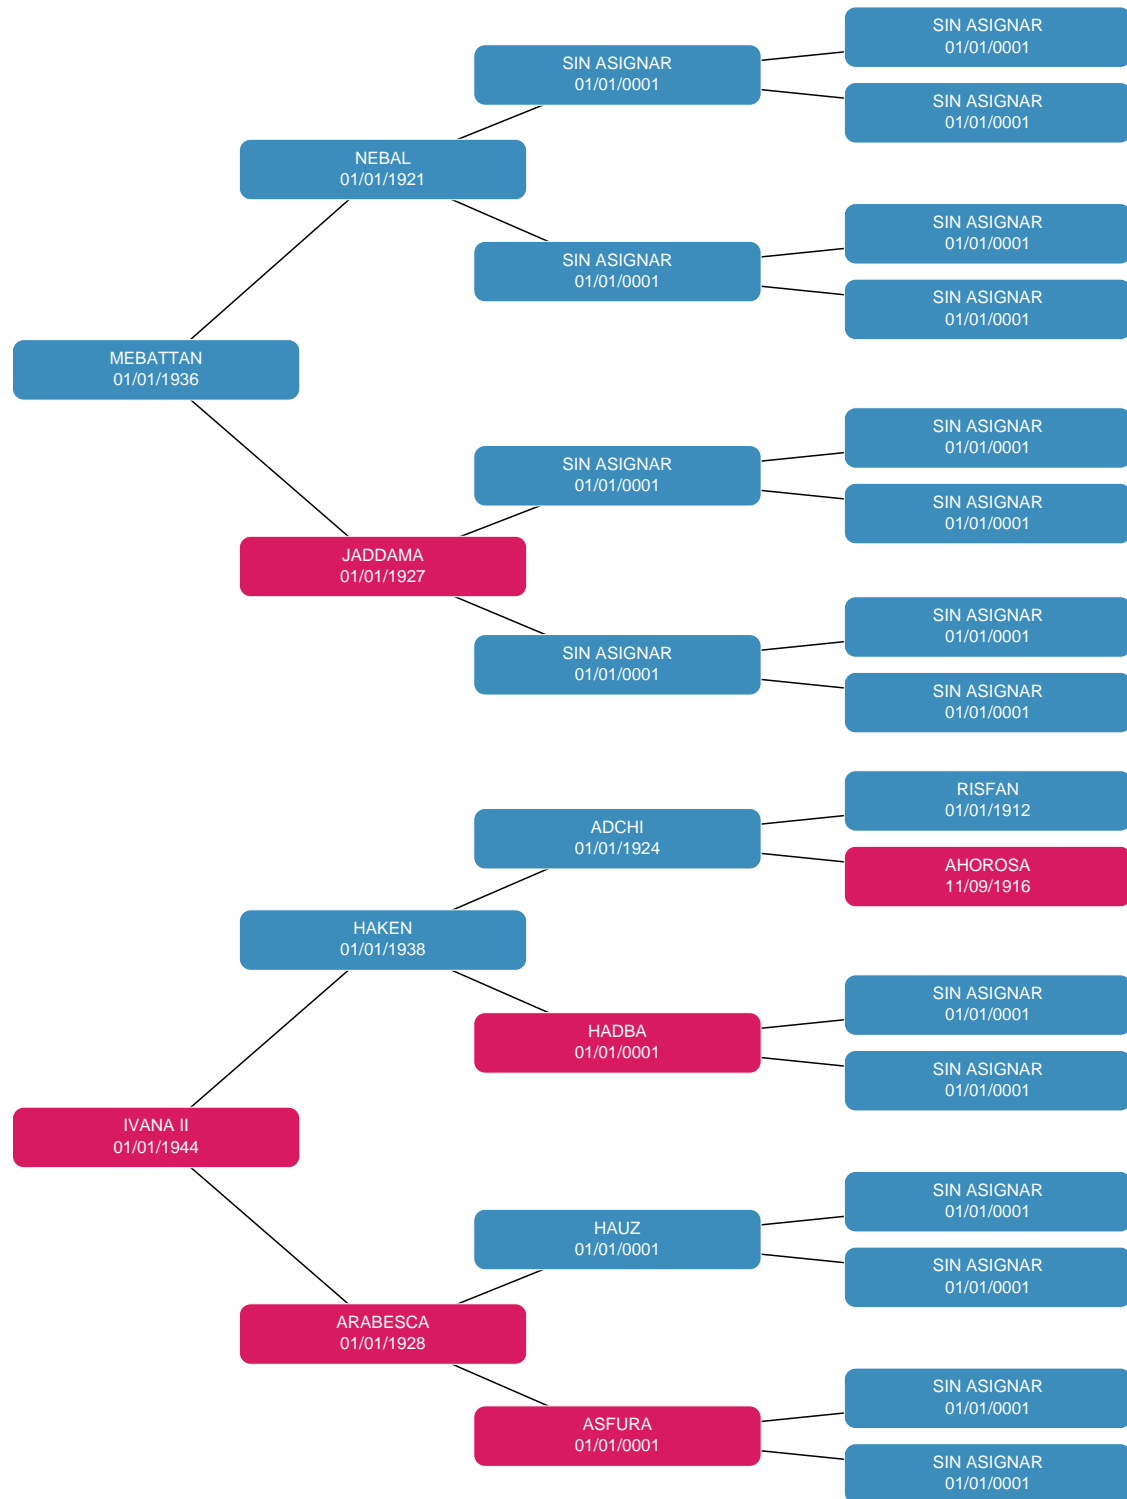 SIN ASIGNAR
01/01/0001
SIN ASIGNAR
01/01/0001
SIN ASIGNAR
01/01/0001
NEBAL
01/01/1921
SIN ASIGNAR
01/01/0001
SIN ASIGNAR
01/01/0001
SIN ASIGNAR
01/01/0001
MEBATTAN
01/01/1936
SIN ASIGNAR
01/01/0001
SIN ASIGNAR
01/01/0001
SIN ASIGNAR
01/01/0001
JADDAMA
01/01/1927
SIN ASIGNAR
01/01/0001
SIN ASIGNAR
01/01/0001
SIN ASIGNAR
01/01/0001
RISFAN
01/01/1912
ADCHI
01/01/1924
AHOROSA
11/09/1916
HAKEN
01/01/1938
SIN ASIGNAR
01/01/0001
HADBA
01/01/0001
SIN ASIGNAR
01/01/0001
IVANA II
01/01/1944
SIN ASIGNAR
01/01/0001
HAUZ
01/01/0001
SIN ASIGNAR
01/01/0001
ARABESCA
01/01/1928
SIN ASIGNAR
01/01/0001
ASFURA
01/01/0001
SIN ASIGNAR
01/01/0001